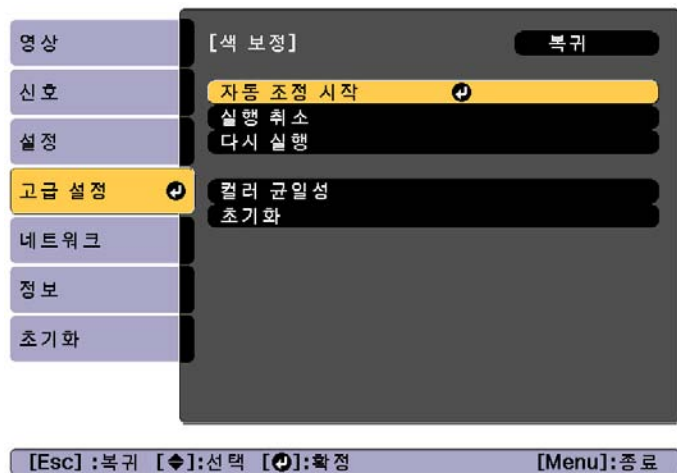 영상
신호
설정
고급 설정
네트워크
정보
초기화
[색 보정]
복귀
자동 조정 시작
실행 취소
다시 실행
컬러 균일성
초기화
[Esc] :복귀 [◆]:선택 [↵]:확정 [Menu]:종료